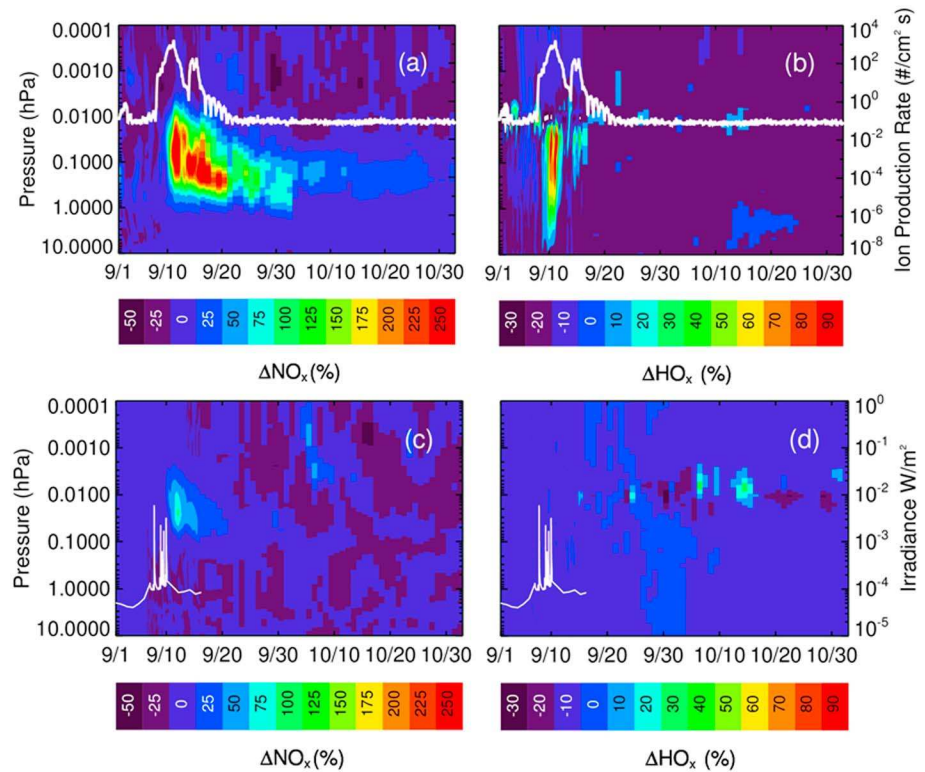 0.0001
0.0010
0.0100
0.1000
1.0000
10.0000
Pressure (hPa)
(a)
9/1 9/10 9/20 9/30 10/10 10/20 10/30
-50 -25 0 25 50 75 100 125 150 175 200 225 250
ΔNOₓ(%)
(b)
10⁴
10²
10⁰
10⁻²
10⁻⁴
10⁻⁶
10⁻⁸
Ion Production Rate (#/cm² s)
9/1 9/10 9/20 9/30 10/10 10/20 10/30
-30 -20 -10 0 10 20 30 40 50 60 70 80 90
ΔHOₓ (%)
0.0001
0.0010
0.0100
0.1000
1.0000
10.0000
Pressure (hPa)
(c)
9/1 9/10 9/20 9/30 10/10 10/20 10/30
-50 -25 0 25 50 75 100 125 150 175 200 225 250
ΔNOₓ(%)
(d)
10⁰
10⁻¹
10⁻²
10⁻³
10⁻⁴
10⁻⁵
Irradiance W/m²
9/1 9/10 9/20 9/30 10/10 10/20 10/30
-30 -20 -10 0 10 20 30 40 50 60 70 80 90
ΔHOₓ (%)